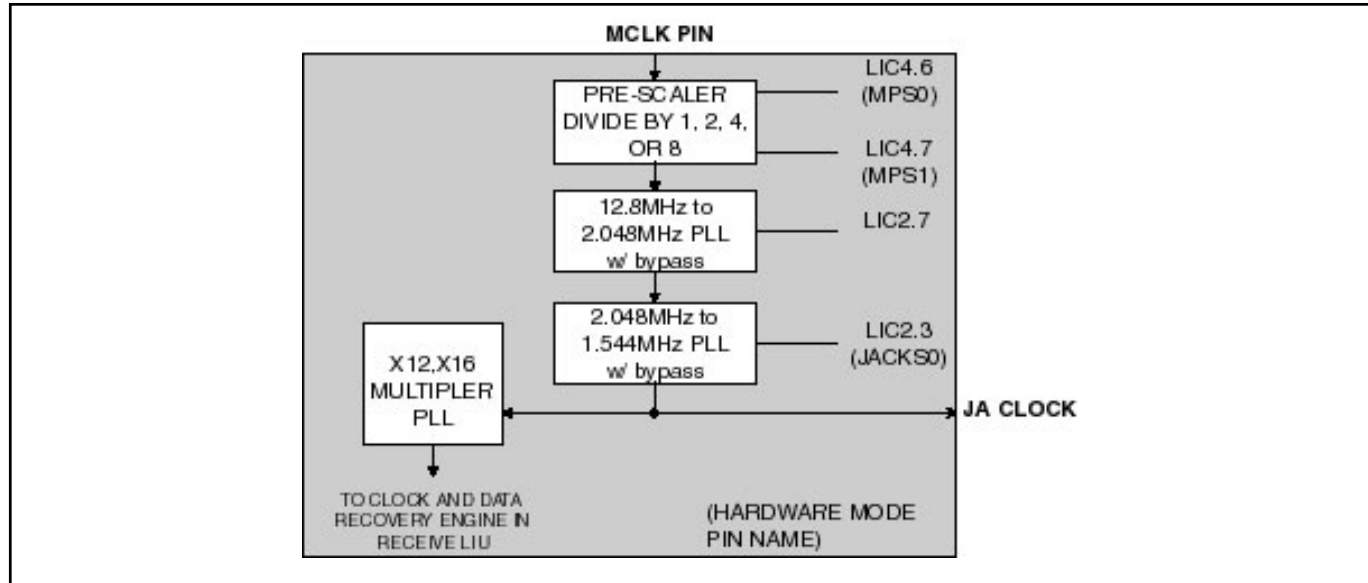 MCLK PIN
PRE-SCALER
DIVIDE BY 1, 2, 4,
OR 8
LIC4.6
(MPS0)
LIC4.7
(MPS1)
12.8MHz to
2.048MHz PLL
w/ bypass
LIC2.7
2.048MHz to
1.544MHz PLL
w/ bypass
LIC2.3
(JACKS0)
X12,X16
MULTIPLER
PLL
JA CLOCK
TO CLOCK AND DATA
RECOVERY ENGINE IN
RECEIVE LIU
(HARDWARE MODE
PIN NAME)